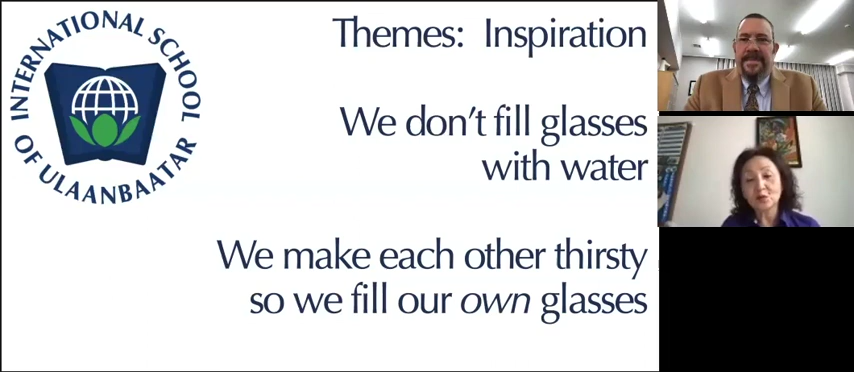 INTERNATIONAL SCHOOL
OF ULAANBAATAR
Themes: Inspiration
We don't fill glasses
with water
We make each other thirsty
so we fill our own glasses